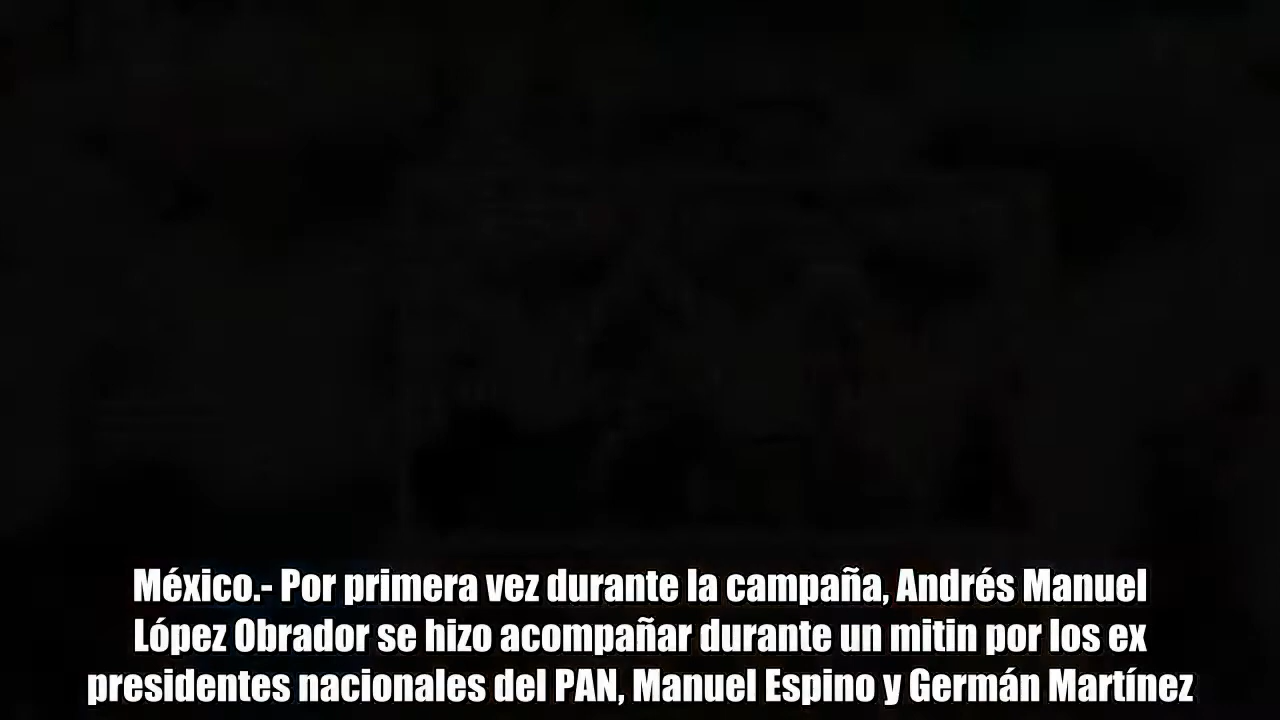 México.- Por primera vez durante la campaña, Andrés Manuel
López Obrador se hizo acompañar durante un mitin por los ex
presidentes nacionales del PAN, Manuel Espino y Germán Martínez